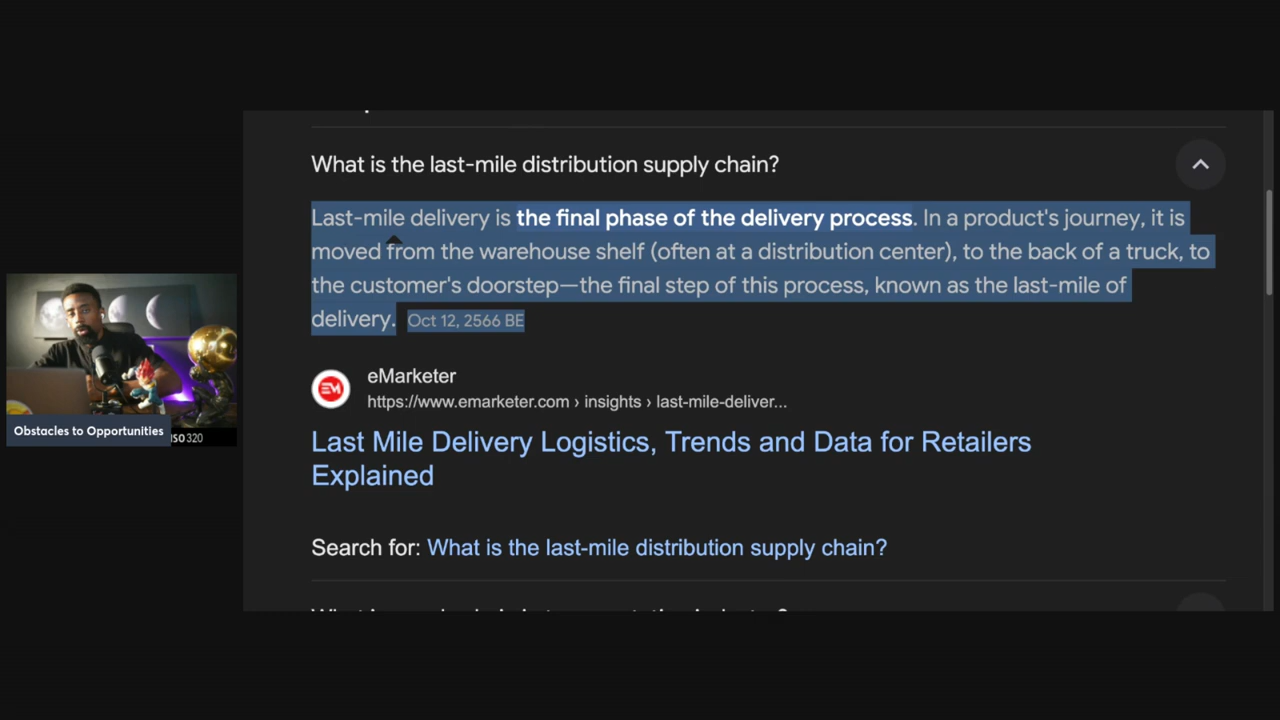 What is the last-mile distribution supply chain?
Last-mile delivery is the final phase of the delivery process. In a product's journey, it is
moved from the warehouse shelf (often at a distribution center), to the back of a truck, to
the customer's doorstep—the final step of this process, known as the last-mile of
delivery. Oct 12, 2566 BE
eMarketer
https://www.emarketer.com › insights › last-mile-deliver...
Last Mile Delivery Logistics, Trends and Data for Retailers
Explained
Search for: What is the last-mile distribution supply chain?
Obstacles to Opportunities
ISO 320